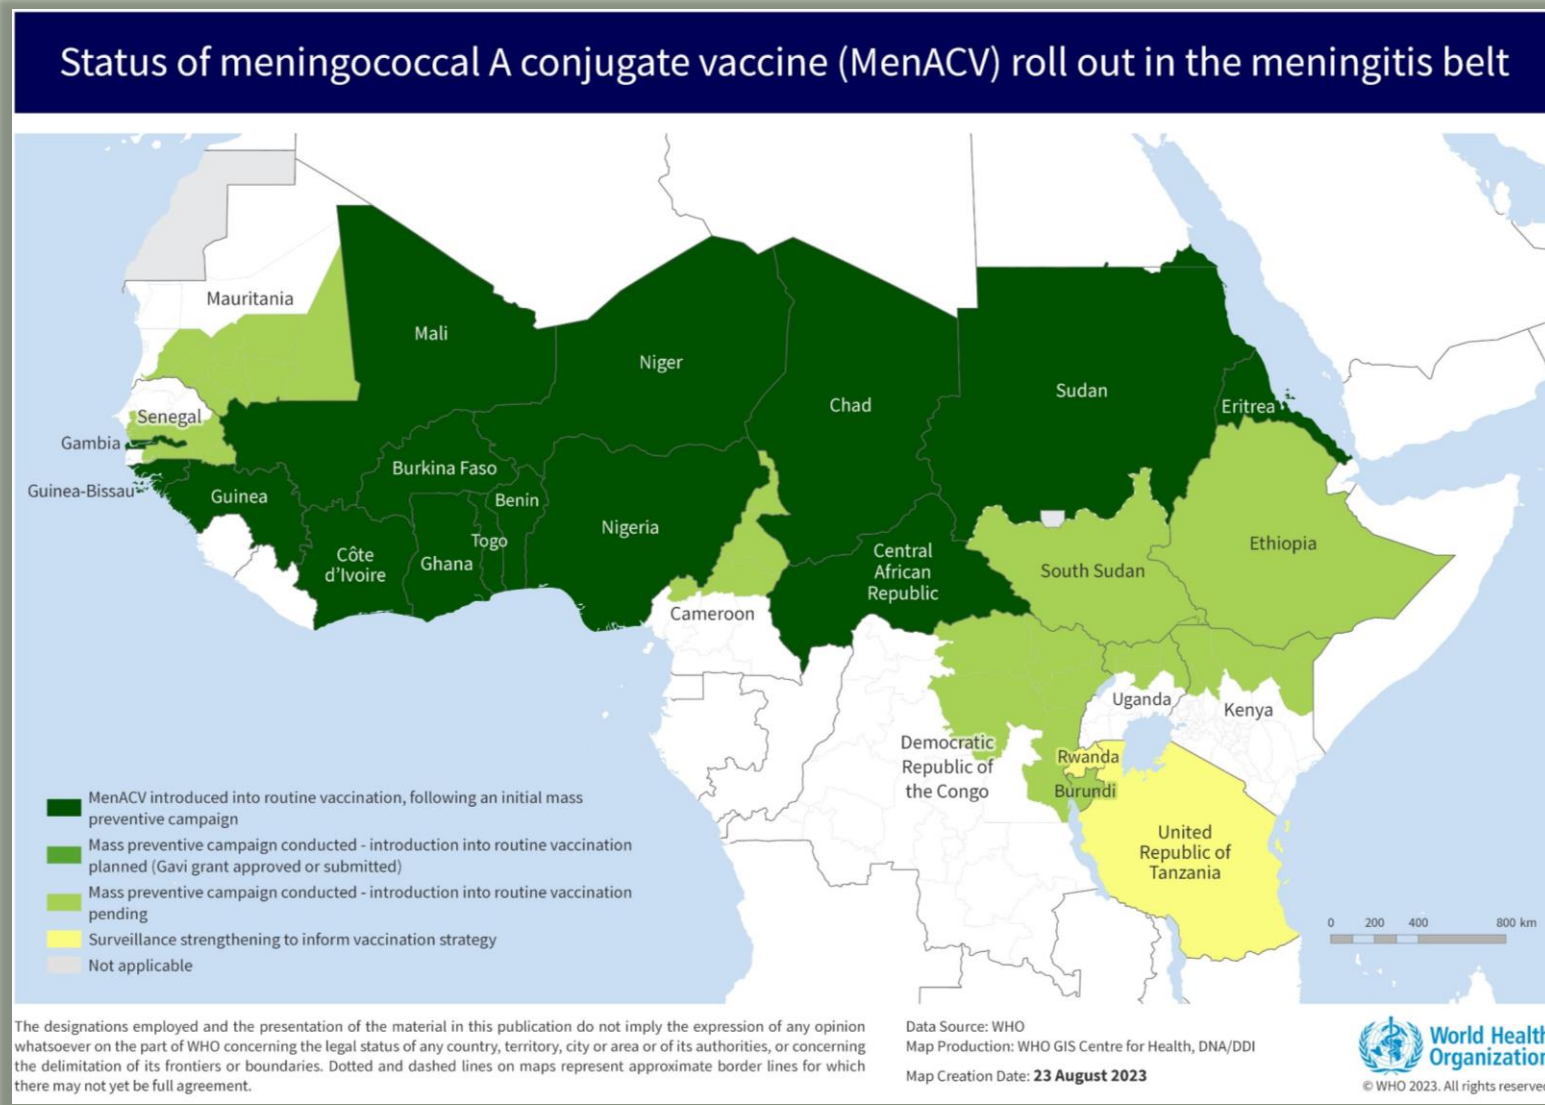 Status of meningococcal A conjugate vaccine (MenACV) roll out in the meningitis belt
Mauritania
Mali
Niger
Chad
Sudan
Eritrea
Senegal
Gambia
Guinea-Bissau
Guinea
Burkina Faso
Benin
Togo
Ghana
Côte
d'Ivoire
Nigeria
Cameroon
Central
African
Republic
South Sudan
Ethiopia
Uganda
Kenya
Democratic
Republic of
the Congo
Rwanda
Burundi
United
Republic of
Tanzania
MenACV introduced into routine vaccination, following an initial mass
preventive campaign
Mass preventive campaign conducted - introduction into routine vaccination
planned (Gavi grant approved or submitted)
Mass preventive campaign conducted - introduction into routine vaccination
pending
Surveillance strengthening to inform vaccination strategy
Not applicable
0 200 400 800 km
The designations employed and the presentation of the material in this publication do not imply the expression of any opinion
whatsoever on the part of WHO concerning the legal status of any country, territory, city or area or of its authorities, or concerning
the delimitation of its frontiers or boundaries. Dotted and dashed lines on maps represent approximate border lines for which
there may not yet be full agreement.
Data Source: WHO
Map Production: WHO GIS Centre for Health, DNA/DDI
Map Creation Date: 23 August 2023
World Health
Organization
© WHO 2023. All rights reserved